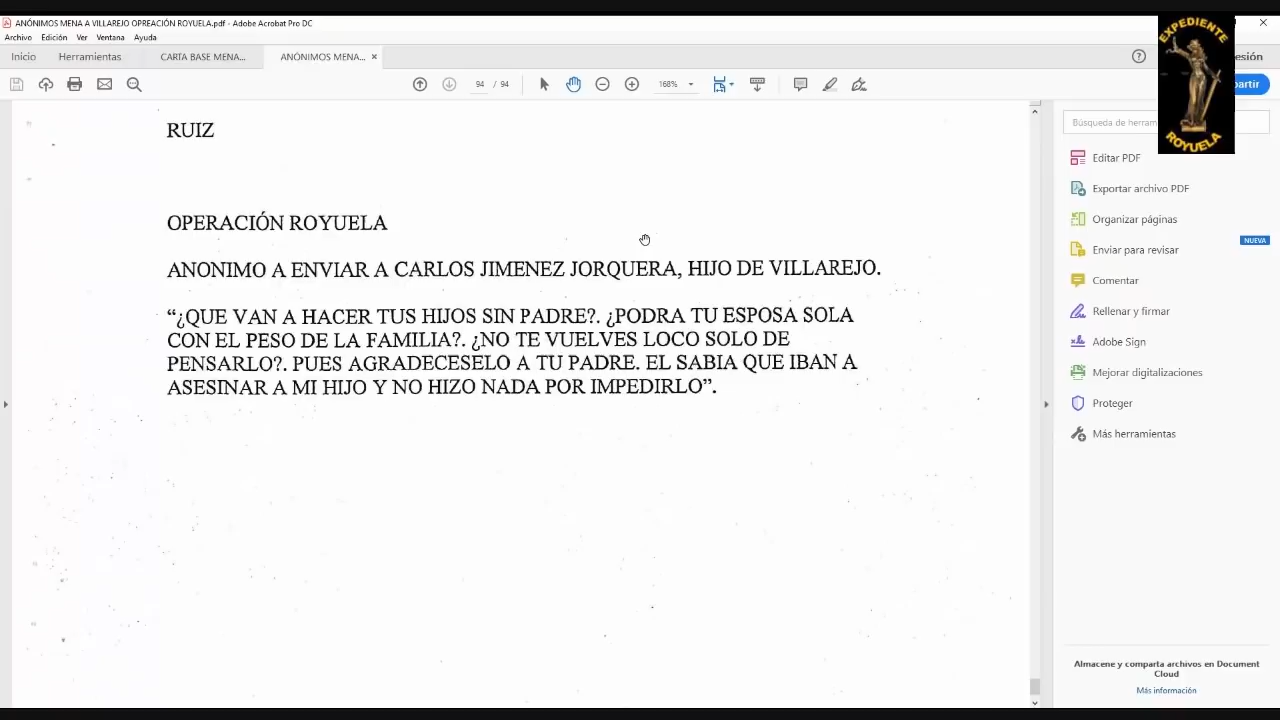 ANÓNIMOS MENA A VILLAREJO OPREACIÓN ROYUELA.pdf - Adobe Acrobat Pro DC
Archivo Edición Ver Ventana Ayuda
Inicio Herramientas CARTA BASE MENA... ANÓNIMOS MENA... ×
esión
94 / 94
168%
artir
EXPEDIENTE
ROYUELA
RUIZ
OPERACIÓN ROYUELA
ANONIMO A ENVIAR A CARLOS JIMENEZ JORQUERA, HIJO DE VILLAREJO.
“¿QUE VAN A HACER TUS HIJOS SIN PADRE?. ¿PODRA TU ESPOSA SOLA
CON EL PESO DE LA FAMILIA?. ¿NO TE VUELVES LOCO SOLO DE
PENSARLO?. PUES AGRADECESELO A TU PADRE. EL SABIA QUE IBAN A
ASESINAR A MI HIJO Y NO HIZO NADA POR IMPEDIRLO”.
Búsqueda de herram
Editar PDF
Exportar archivo PDF
Organizar páginas
NUEVA
Enviar para revisar
Comentar
Rellenar y firmar
Adobe Sign
Mejorar digitalizaciones
Proteger
Más herramientas
Almacene y comparta archivos en Document
Cloud
Más información